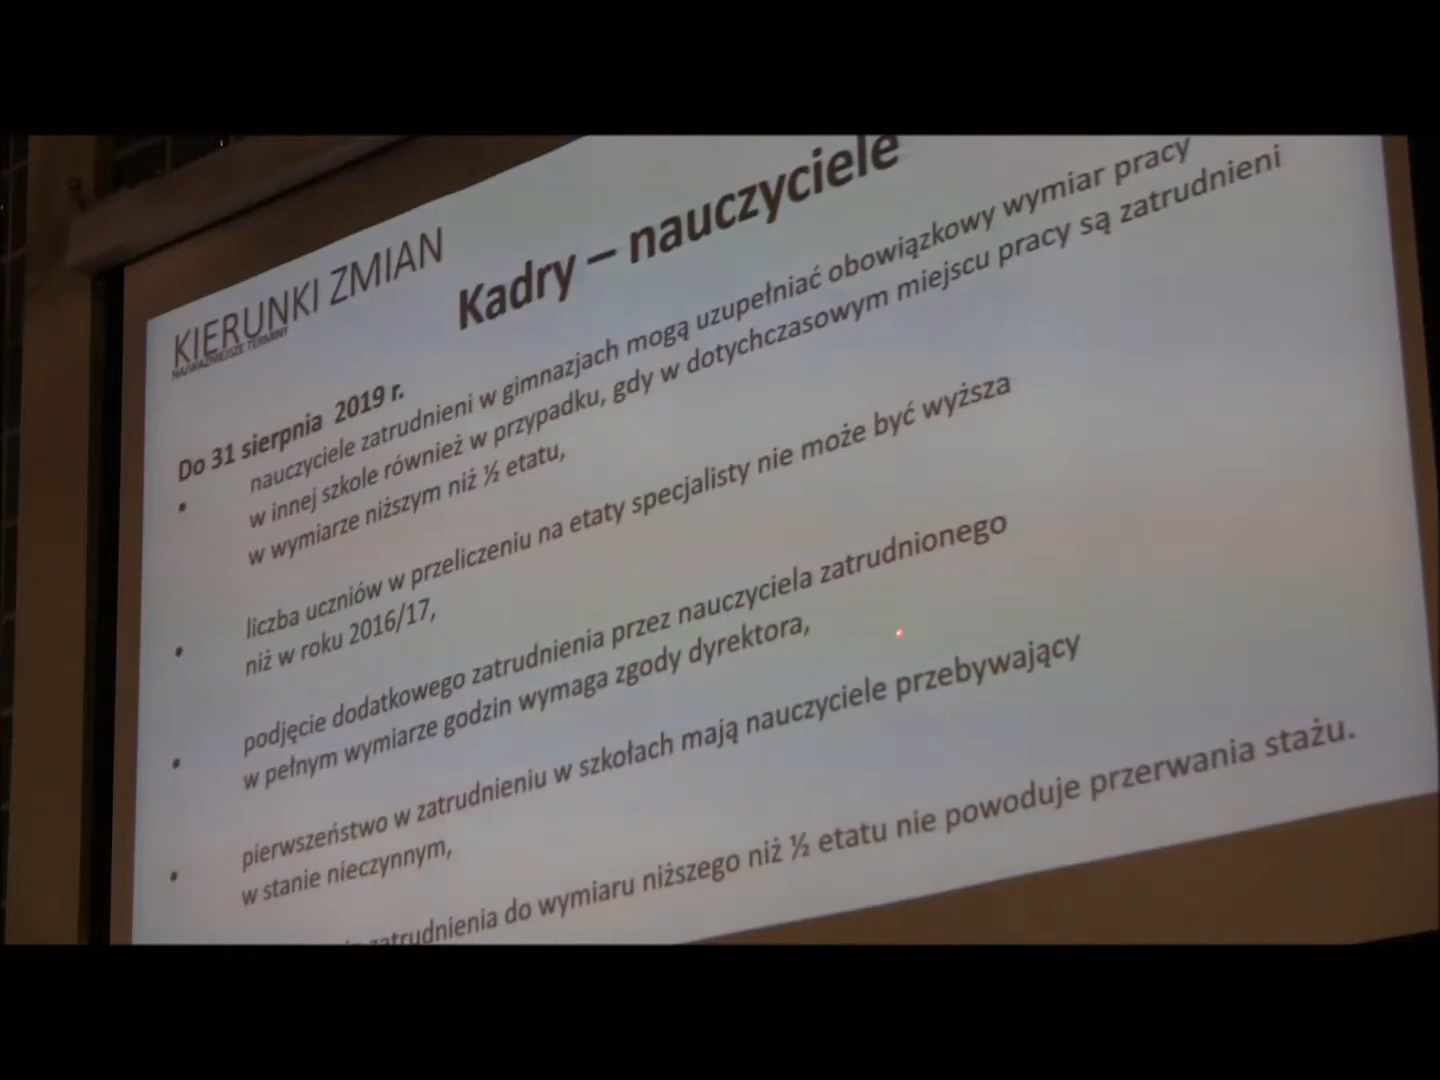 KIERUNKI ZMIAN
NAJWAŻNIEJSZE TERMINY
Kadry – nauczyciele
Do 31 sierpnia 2019 r.
• nauczyciele zatrudnieni w gimnazjach mogą uzupełniać obowiązkowy wymiar pracy
w innej szkole również w przypadku, gdy w dotychczasowym miejscu pracy są zatrudnieni
w wymiarze niższym niż ½ etatu,
• liczba uczniów w przeliczeniu na etaty specjalisty nie może być wyższa
niż w roku 2016/17,
• podjęcie dodatkowego zatrudnienia przez nauczyciela zatrudnionego
w pełnym wymiarze godzin wymaga zgody dyrektora,
• pierwszeństwo w zatrudnieniu w szkołach mają nauczyciele przebywający
w stanie nieczynnym,
zatrudnienia do wymiaru niższego niż ½ etatu nie powoduje przerwania stażu.